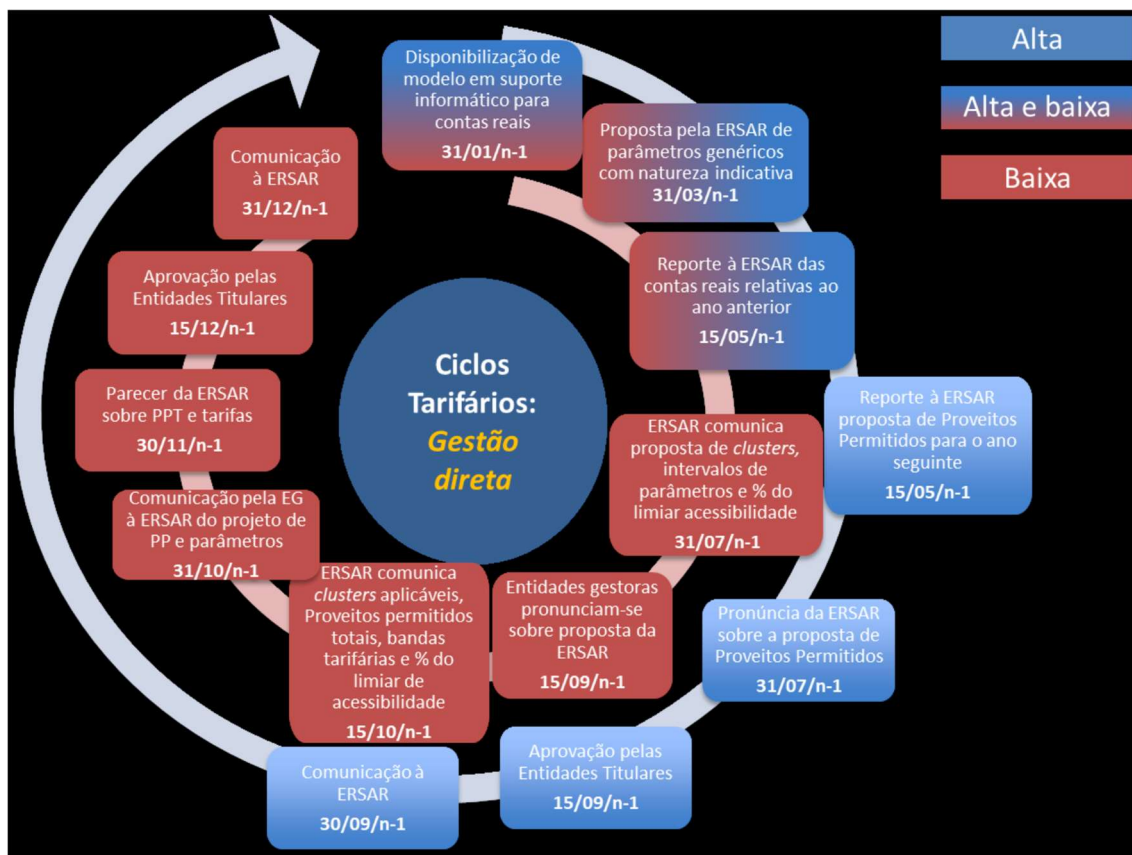 Alta
Alta e baixa
Baixa
Disponibilização de
modelo em suporte
informático para
contas reais
31/01/n-1
Proposta pela ERSAR de
parâmetros genéricos
com natureza indicativa
31/03/n-1
Reporte à ERSAR das
contas reais relativas ao
ano anterior
15/05/n-1
Reporte à ERSAR
proposta de Proveitos
Permitidos para o ano
seguinte
15/05/n-1
ERSAR comunica
proposta de clusters,
intervalos de
parâmetros e % do
limiar acessibilidade
31/07/n-1
Pronúncia da ERSAR
sobre a proposta de
Proveitos Permitidos
31/07/n-1
Entidades gestoras
pronunciam-se
sobre proposta da
ERSAR
15/09/n-1
Aprovação pelas
Entidades Titulares
15/09/n-1
Comunicação à
ERSAR
30/09/n-1
ERSAR comunica
clusters aplicáveis,
Proveitos permitidos
totais, bandas
tarifárias e % do
limiar de
acessibilidade
15/10/n-1
Comunicação pela EG
à ERSAR do projeto de
PP e parâmetros
31/10/n-1
Parecer da ERSAR
sobre PPT e tarifas
30/11/n-1
Aprovação pelas
Entidades Titulares
15/12/n-1
Comunicação
à ERSAR
31/12/n-1
Ciclos
Tarifários:
Gestão
direta